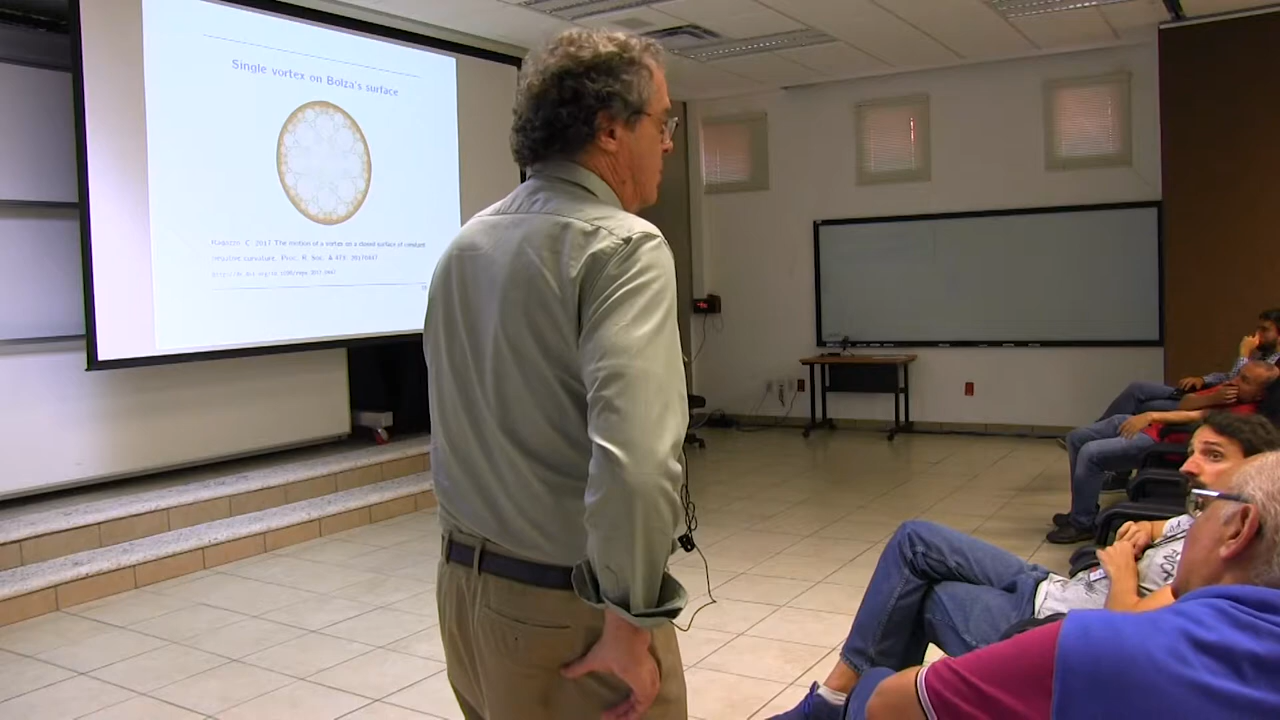 Single vortex on Bolza's surface
Ragazzo C. 2017 The motion of a vortex on a closed surface of constant
negative curvature. Proc. R. Soc. A 473: 20170447